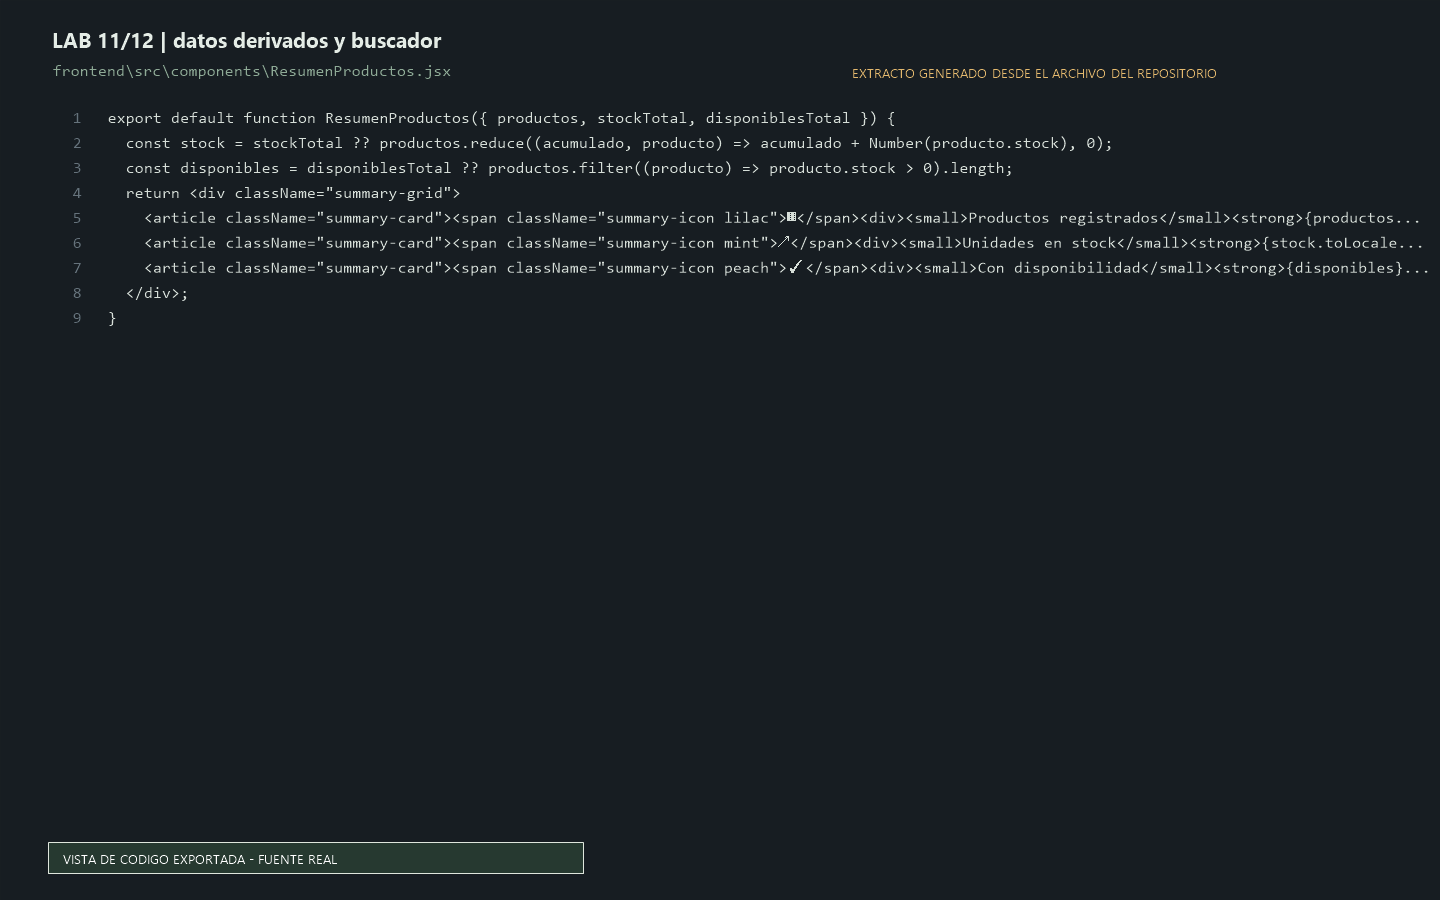 LAB 11/12 | datos derivados y buscador
frontend\src\components\ResumenProductos.jsx
EXTRACTO GENERADO DESDE EL ARCHIVO DEL REPOSITORIO
1 export default function ResumenProductos({ productos, stockTotal, disponiblesTotal }) {
2 const stock = stockTotal ?? productos.reduce((acumulado, producto) => acumulado + Number(producto.stock), 0);
3 const disponibles = disponiblesTotal ?? productos.filter((producto) => producto.stock > 0).length;
4 return <div className="summary-grid">
5 <article className="summary-card"><span className="summary-icon lilac">▦</span><div><small>Productos registrados</small><strong>{productos...
6 <article className="summary-card"><span className="summary-icon mint">↗</span><div><small>Unidades en stock</small><strong>{stock.toLocale...
7 <article className="summary-card"><span className="summary-icon peach">✓</span><div><small>Con disponibilidad</small><strong>{disponibles}...
8 </div>;
9 }
VISTA DE CODIGO EXPORTADA - FUENTE REAL